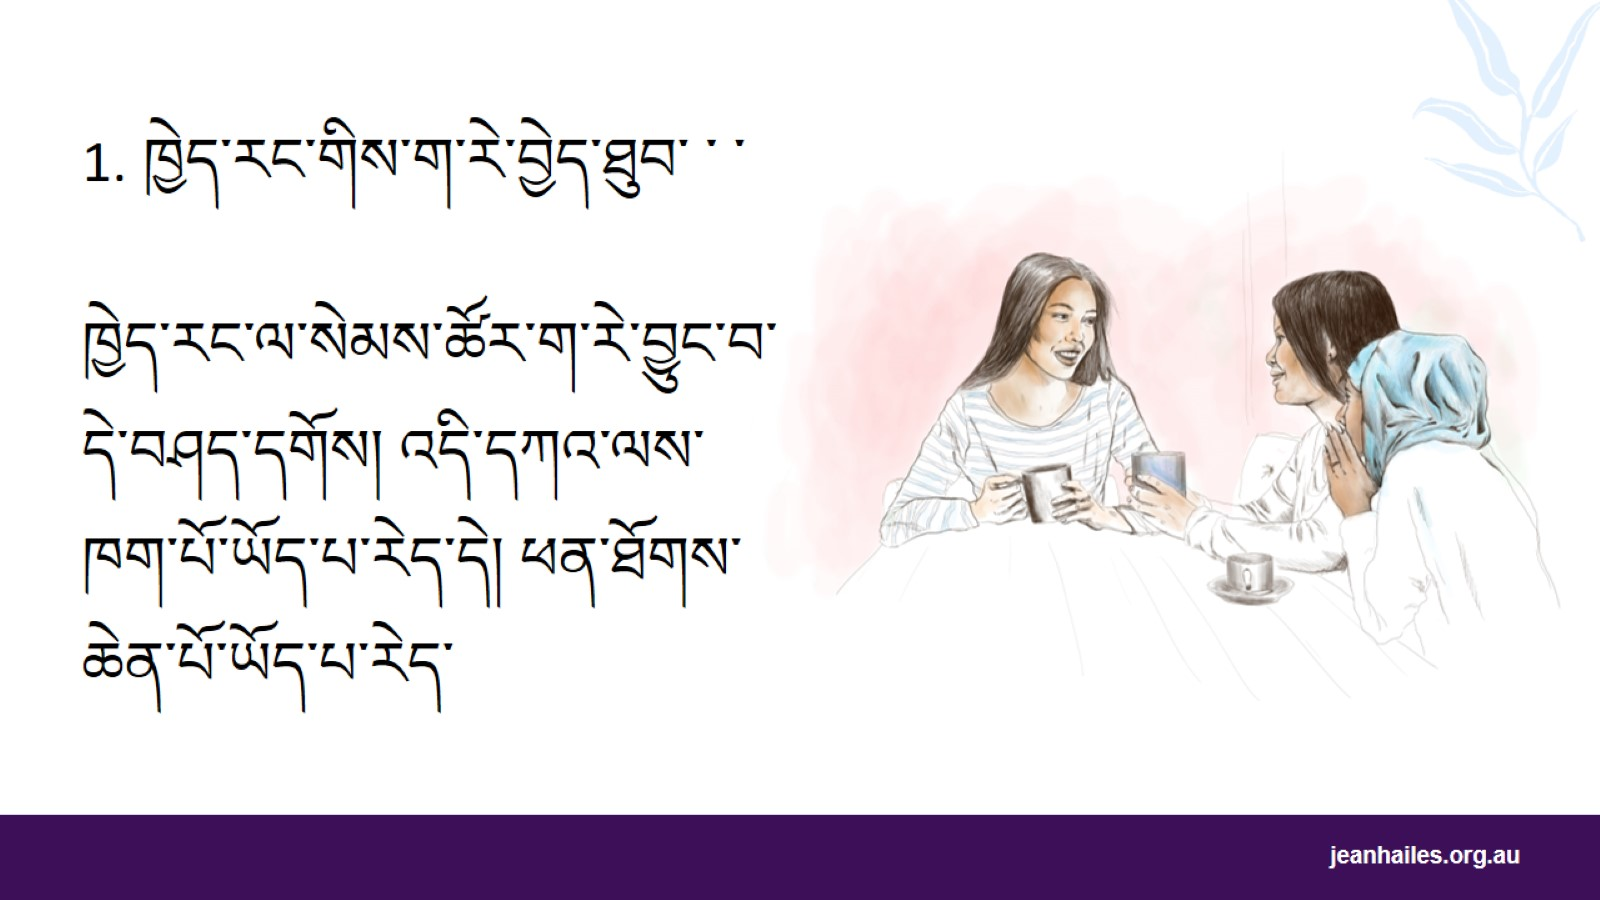 1. ཁྱེད་རང་གིས་ག་རེ་བྱེད་ཐུབ་ ་ ་
ཁྱེད་རང་ལ་སེམས་ཚོར་ག་རེ་བྱུང་བ་
དེ་བཤད་དགོས། འདི་དཀའ་ལས་
ཁག་པོ་ཡོད་པ་རེད་དེ། ཕན་ཐོགས་
ཆེན་པོ་ཡོད་པ་རེད་
jeanhailes.org.au